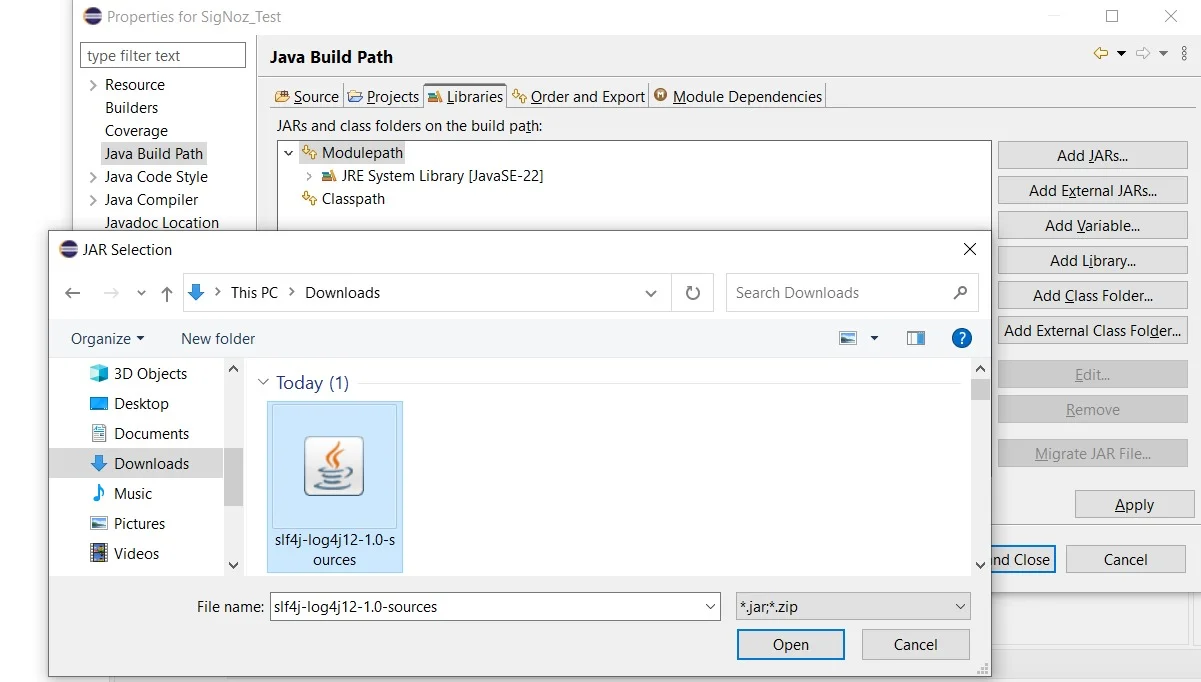 Properties for SigNoz_Test
type filter text
Resource
Builders
Coverage
Java Build Path
Java Code Style
Java Compiler
Javadoc Location
Java Build Path
Source Projects Libraries Order and Export Module Dependencies
JARs and class folders on the build path:
Modulepath
JRE System Library [JavaSE-22]
Classpath
Add JARs...
Add External JARs...
Add Variable...
Add Library...
Add Class Folder...
Add External Class Folder...
Edit...
Remove
Migrate JAR File...
Apply
nd Close Cancel
JAR Selection
This PC Downloads
Search Downloads
Organize New folder
?
3D Objects
Desktop
Documents
Downloads
Music
Pictures
Videos
Today (1)
slf4j-log4j12-1.0-s
ources
File name: slf4j-log4j12-1.0-sources *.jar;*.zip
Open Cancel